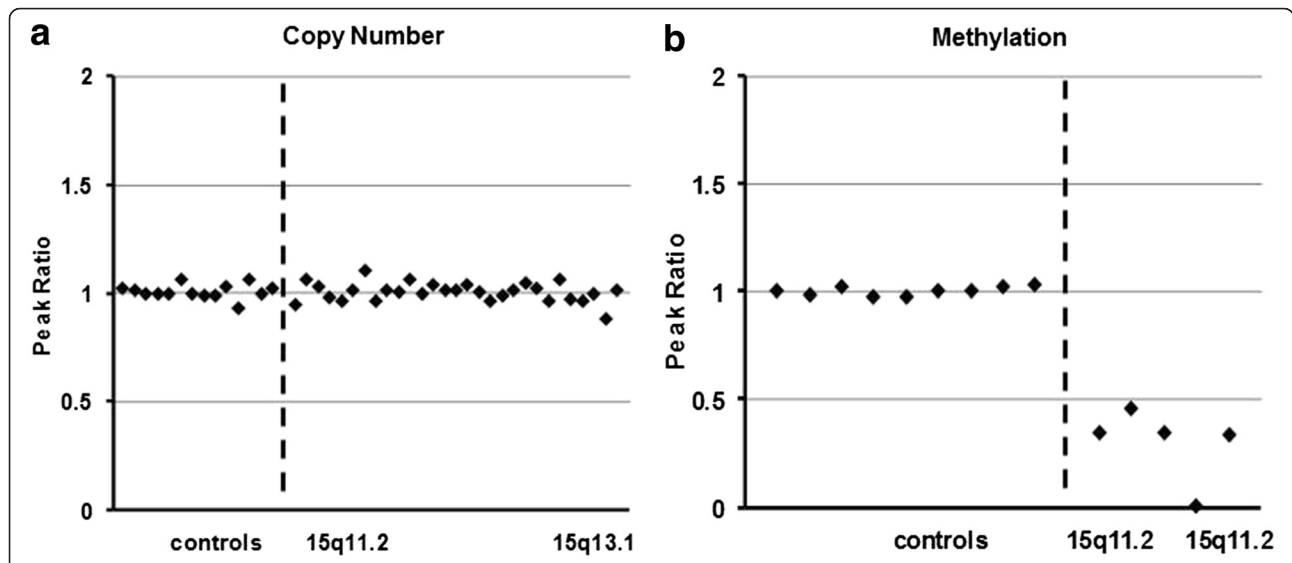 a
Copy Number
2
1.5
1
0.5
0
Peak Ratio
controls 15q11.2 15q13.1
b
Methylation
2
1.5
1
0.5
0
Peak Ratio
controls 15q11.2 15q11.2